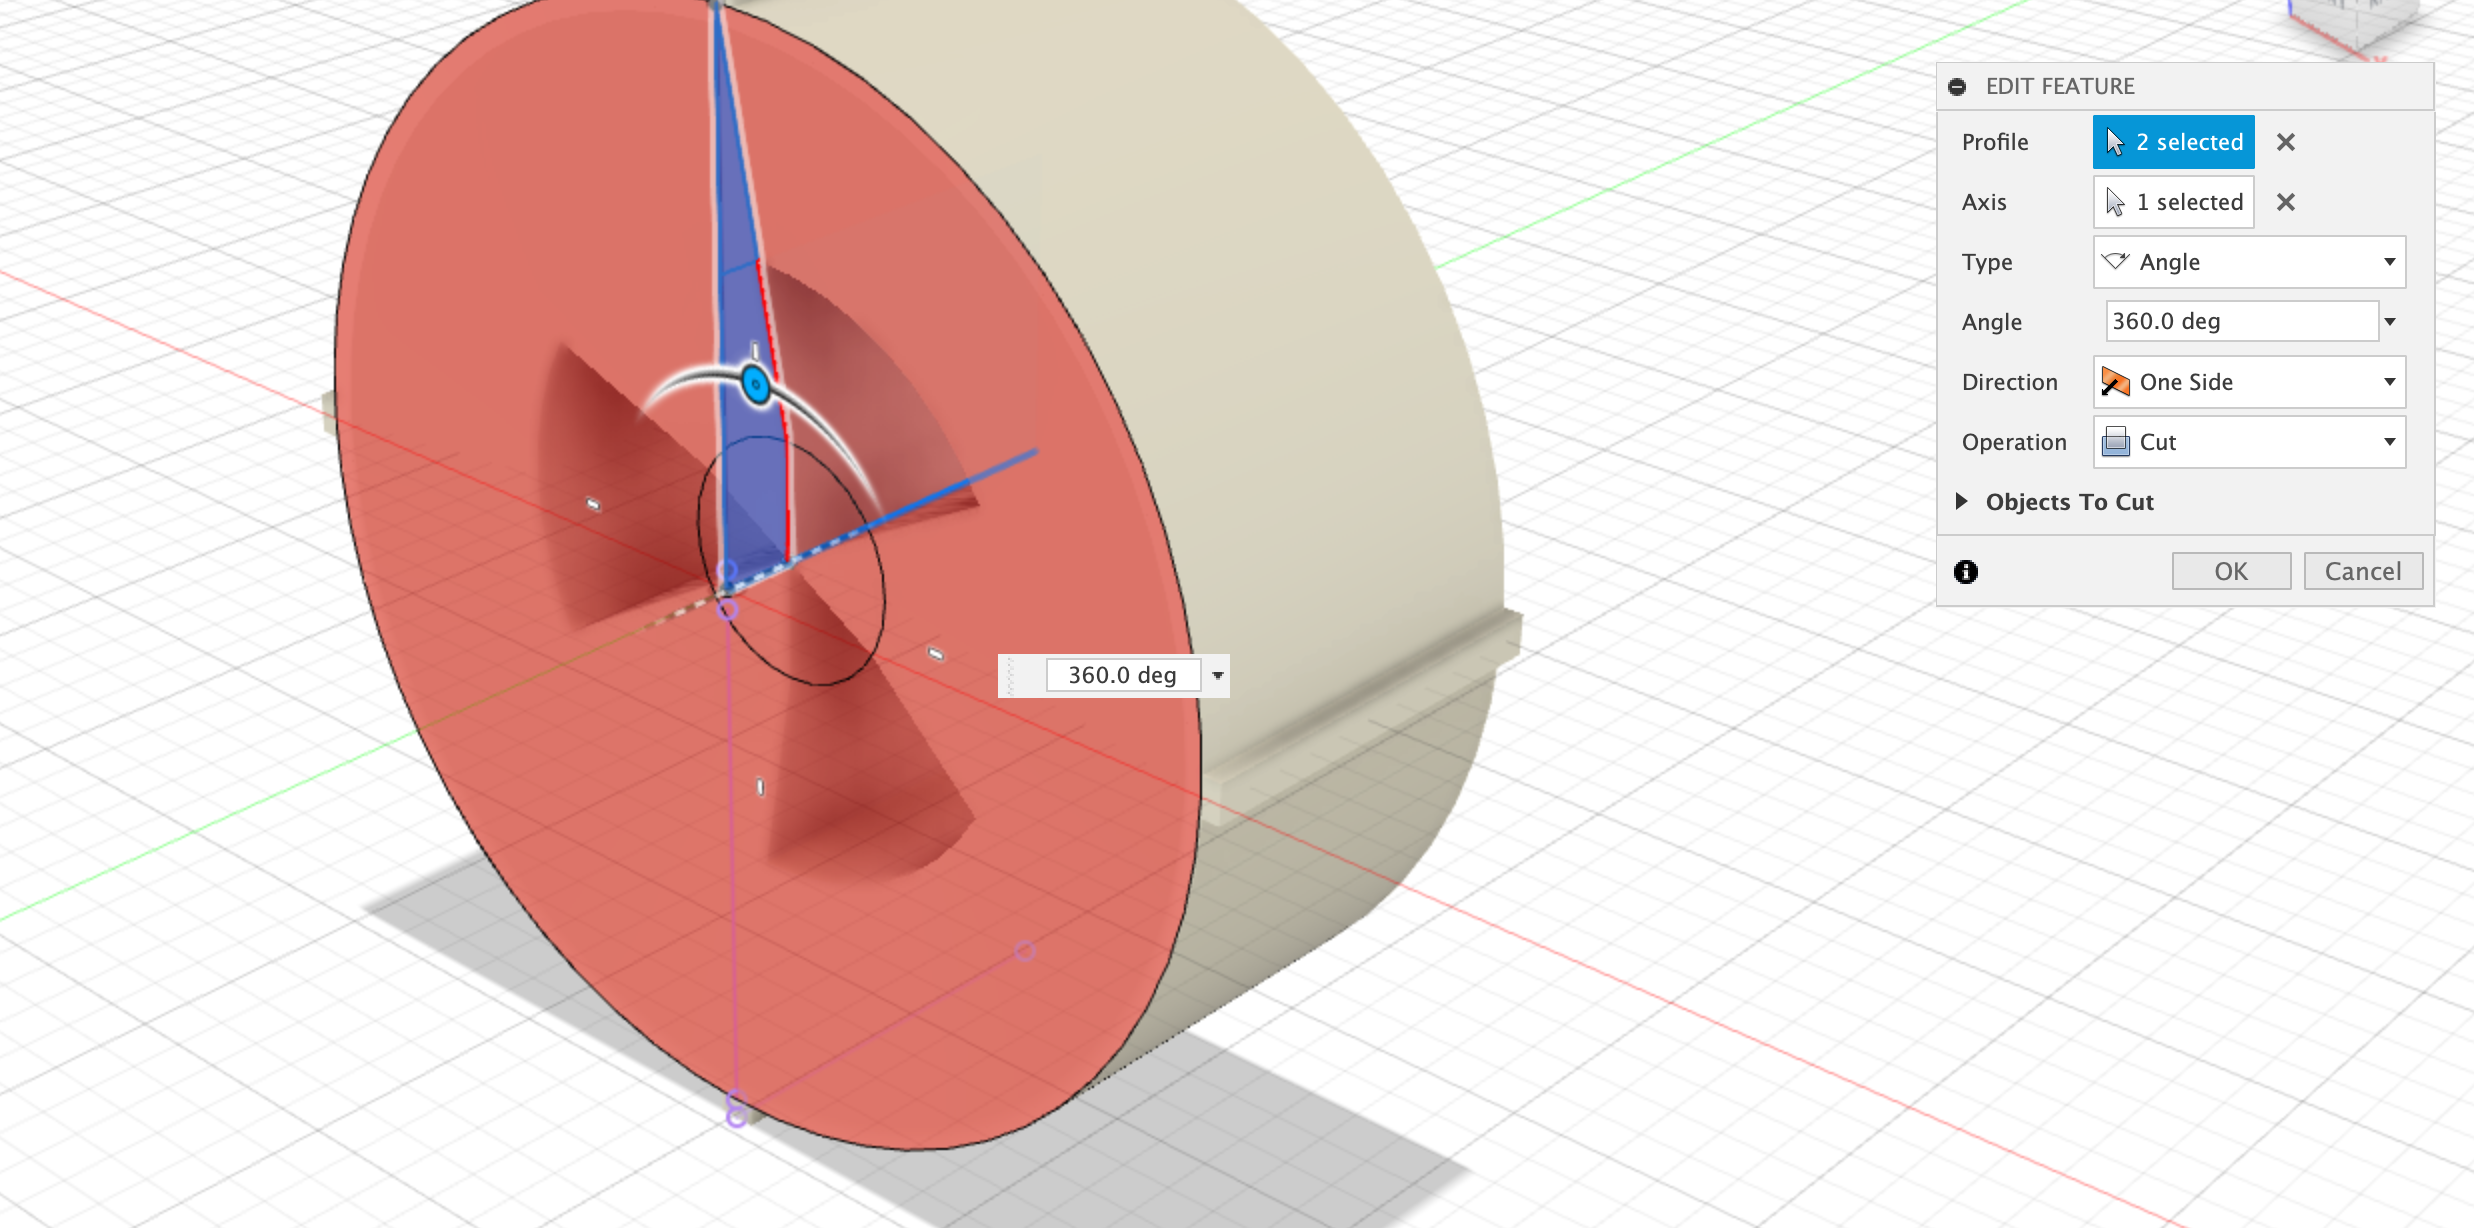 EDIT FEATURE
Profile 2 selected
Axis 1 selected
Type Angle
Angle 360.0 deg
Direction One Side
Operation Cut
Objects To Cut
OK Cancel
360.0 deg